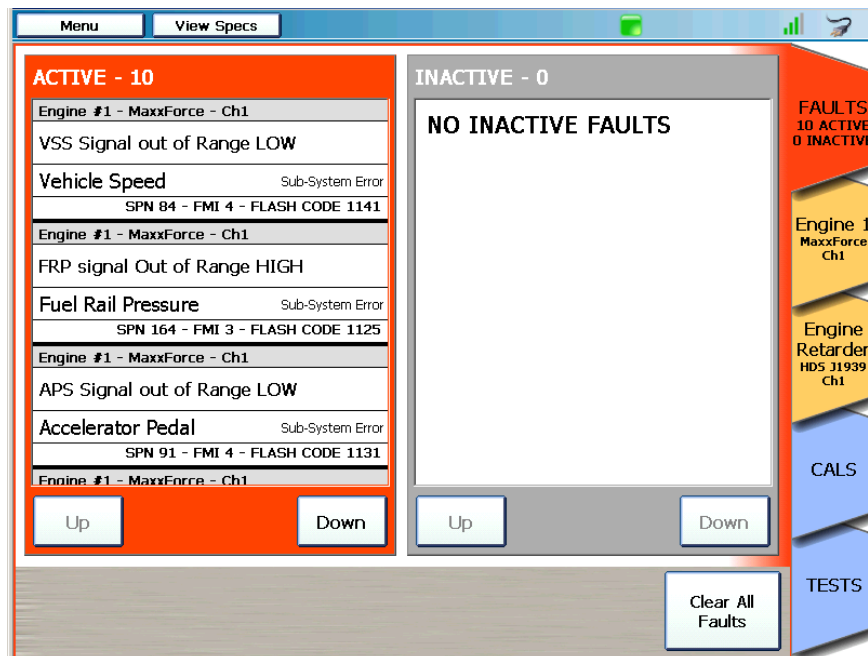 Menu
View Specs
ACTIVE - 10
Engine #1 - MaxxForce - Ch1
VSS Signal out of Range LOW
Vehicle Speed Sub-System Error
SPN 84 - FMI 4 - FLASH CODE 1141
Engine #1 - MaxxForce - Ch1
FRP signal Out of Range HIGH
Fuel Rail Pressure Sub-System Error
SPN 164 - FMI 3 - FLASH CODE 1125
Engine #1 - MaxxForce - Ch1
APS Signal out of Range LOW
Accelerator Pedal Sub-System Error
SPN 91 - FMI 4 - FLASH CODE 1131
Engine #1 - MaxxForce - Ch1
Up
Down
INACTIVE - 0
NO INACTIVE FAULTS
Up
Down
Clear All
Faults
FAULTS
10 ACTIVE
0 INACTIVE
Engine 1
MaxxForce
Ch1
Engine
Retarder
HDS J1939
Ch1
CALS
TESTS